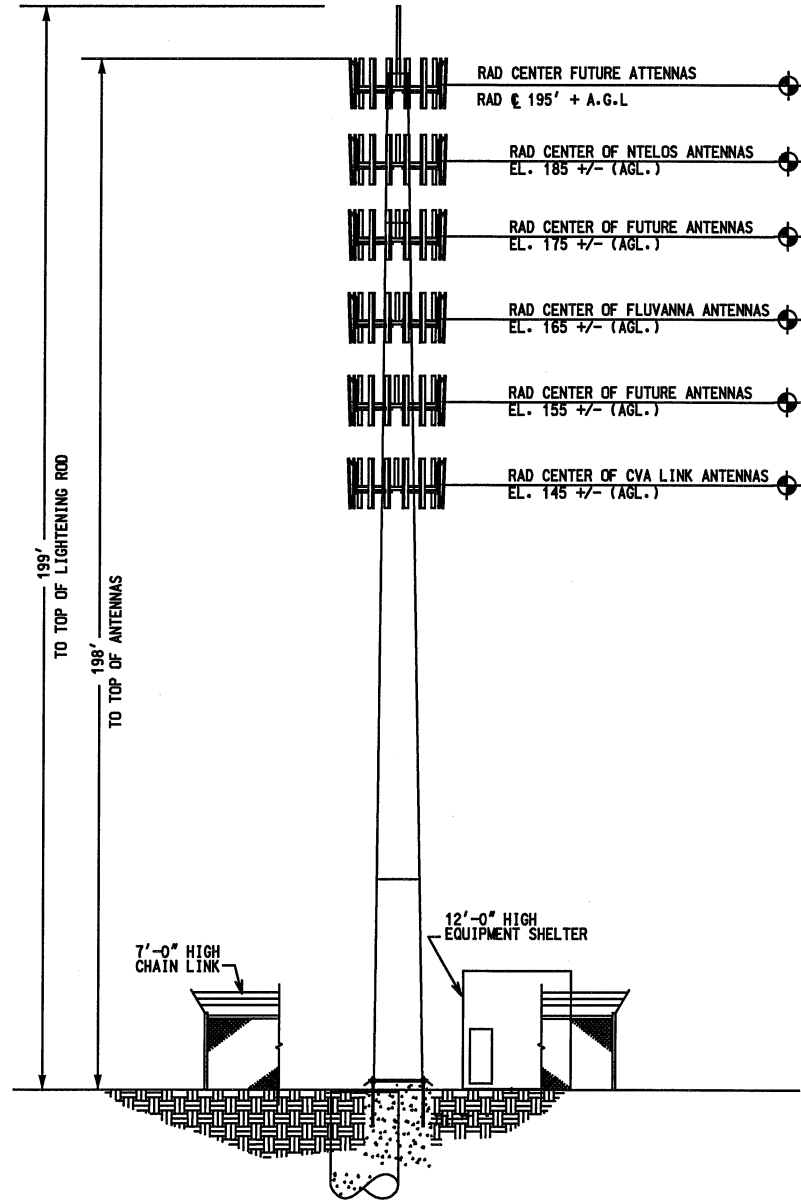 RAD CENTER FUTURE ATTENNAS
RAD ℄ 195' + A.G.L
RAD CENTER OF NTELOS ANTENNAS
EL. 185 +/- (AGL.)
RAD CENTER OF FUTURE ANTENNAS
EL. 175 +/- (AGL.)
RAD CENTER OF FLUVANNA ANTENNAS
EL. 165 +/- (AGL.)
RAD CENTER OF FUTURE ANTENNAS
EL. 155 +/- (AGL.)
RAD CENTER OF CVA LINK ANTENNAS
EL. 145 +/- (AGL.)
199'
TO TOP OF LIGHTENING ROD
198'
TO TOP OF ANTENNAS
7'-0" HIGH
CHAIN LINK
12'-0" HIGH
EQUIPMENT SHELTER